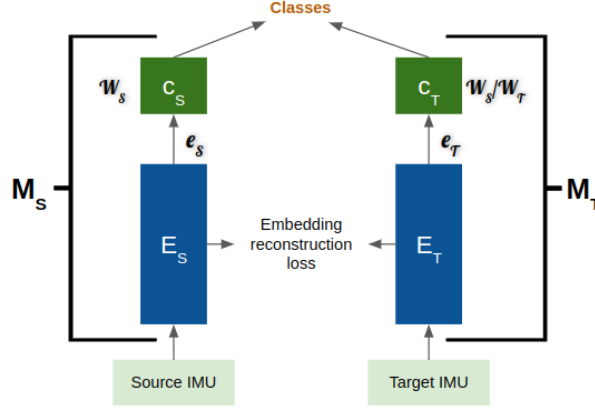 Classes
W_S
C_S
C_T
W_S/W_T
e_S
e_T
M_S
M_T
E_S
Embedding
reconstruction
loss
E_T
Source IMU
Target IMU